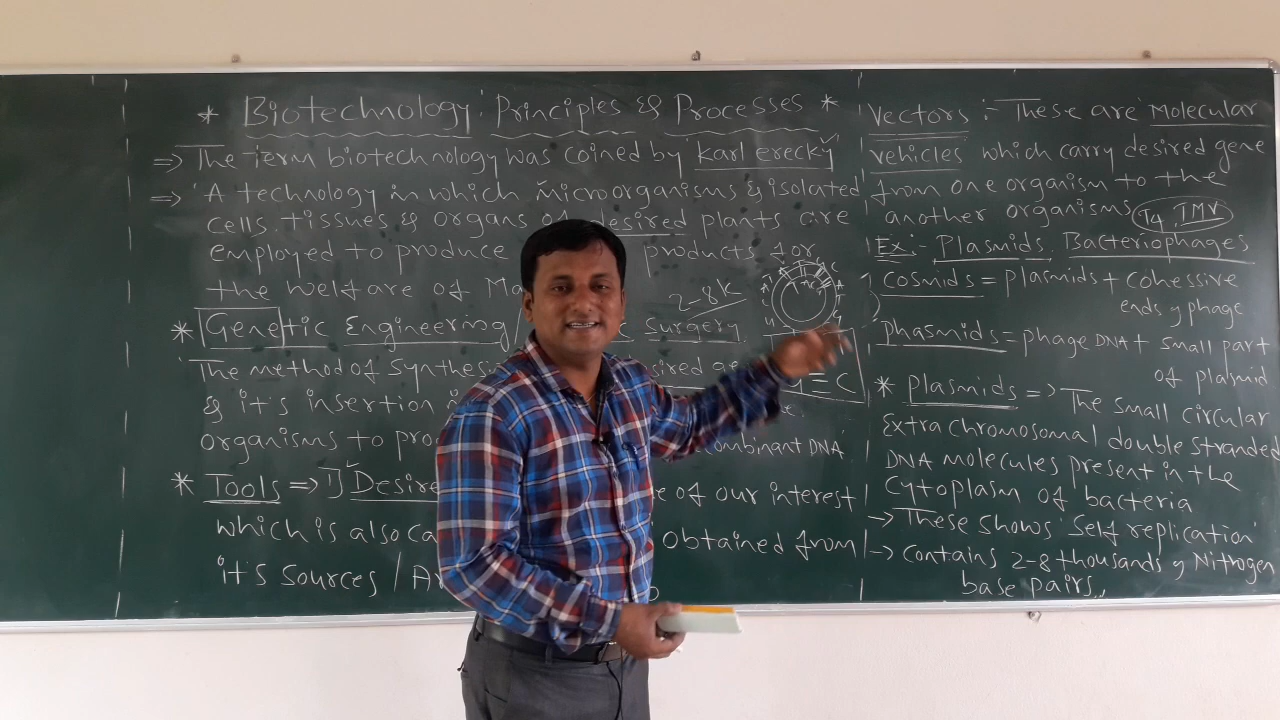 * Biotechnology: Principles & Processes *
=> The term biotechnology was coined by 'Karl erecky'
=> 'A technology in which microorganisms & isolated
cells, tissues & organs of desired plants are
employed to produce products for
the welfare of
* Genetic Engineering / Surgery
'The method of synthesis
& it's insertion
organisms to combinant DNA
* Tools => 1) Desire of our interest
which is also obtained from
it's sources /
2-8K
G≡C
Vectors :- These are Molecular
vehicles which carry desired gene
from one organism to the
another organisms T4, TMV
Ex:- Plasmids, Bacteriophages
cosmids = plasmids + cohessive
ends y phage
phasmids = phage DNA + small part
of plasmid
* plasmids => The small circular
Extra chromosomal double stranded
DNA molecules present in the
cytoplasm of bacteria
-> These shows 'Self replication'
-> contains 2-8 thousands y Nitrogen
base pairs.,